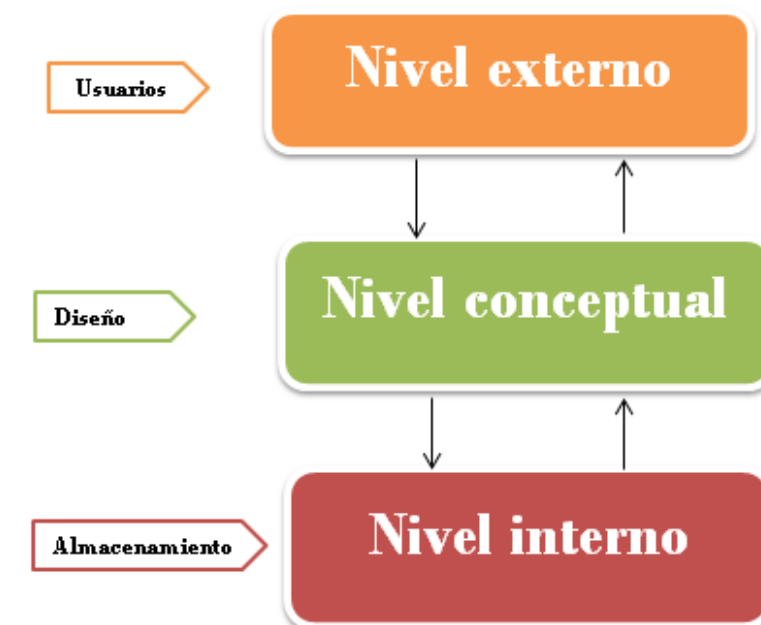 Usuarios
Nivel externo
Diseño
Nivel conceptual
Almacenamiento
Nivel interno